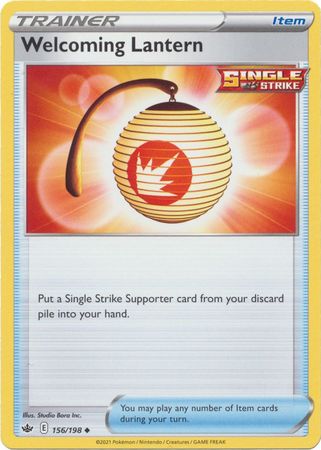 TRAINER Item
Welcoming Lantern
SINGLE
STRIKE
Put a Single Strike Supporter card from your discard
pile into your hand.
Illus. Studio Bora Inc.
E 156/198
You may play any number of Item cards
during your turn.
©2021 Pokémon / Nintendo / Creatures / GAME FREAK